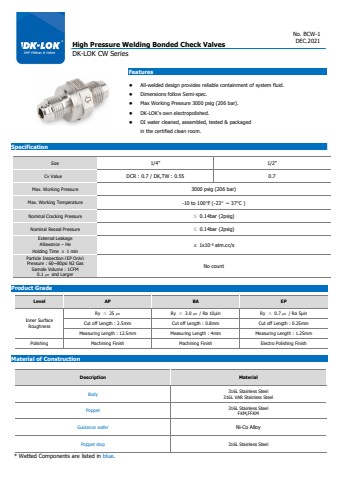 DK-LOK
UHP Fittings & Valves
No. BCW-1
DEC.2021
High Pressure Welding Bonded Check Valves
DK-LOK CW Series
Features
● All-welded design provides reliable containment of system fluid.
● Dimensions follow Semi-spec.
● Max Working Pressure 3000 psig (206 bar).
● DK-LOK's own electropolished.
● DI water cleaned, assembled, tested & packaged
in the certified clean room.
Specification
Size 1/4" 1/2"
Cv Value DCR : 0.7 / DK,TW : 0.55 0.7
Max. Working Pressure 3000 psig (206 bar)
Max. Working Temperature -10 to 100°F (-23° ~ 37°C )
Nominal Cracking Pressure ≤ 0.14bar (2psig)
Nominal Reseal Pressure ≤ 0.14bar (2psig)
External Leakage
Allowance – He
Holding Time ≥ 1 min
≤ 1x10⁻⁹ atm.cc/s
Particle Inspection (EP Only)
Pressure : 60~80psi N2 Gas
Sample Volume : 1CFM
0.1 ㎛ and Larger
No count
Product Grade
Level AP BA EP
Inner Surface
Roughness
Ry ≤ 25 ㎛ Ry ≤ 3.0 ㎛ / Ra 10μin Ry ≤ 0.7 ㎛ / Ra 5μin
Cut off Length : 2.5mm Cut off Length : 0.8mm Cut off Length : 0.25mm
Measuring Length : 12.5mm Measuring Length : 4mm Measuring Length : 1.25mm
Polishing Machining Finish Machining Finish Electro Polishing Finish
Material of Construction
Description Material
Body
316L Stainless Steel
316L VAR Stainless Steel
Poppet
316L Stainless Steel
FKM,FFKM
Guidance wafer Ni-Co Alloy
Poppet stop 316L Stainless Steel
* Wetted Components are listed in blue.